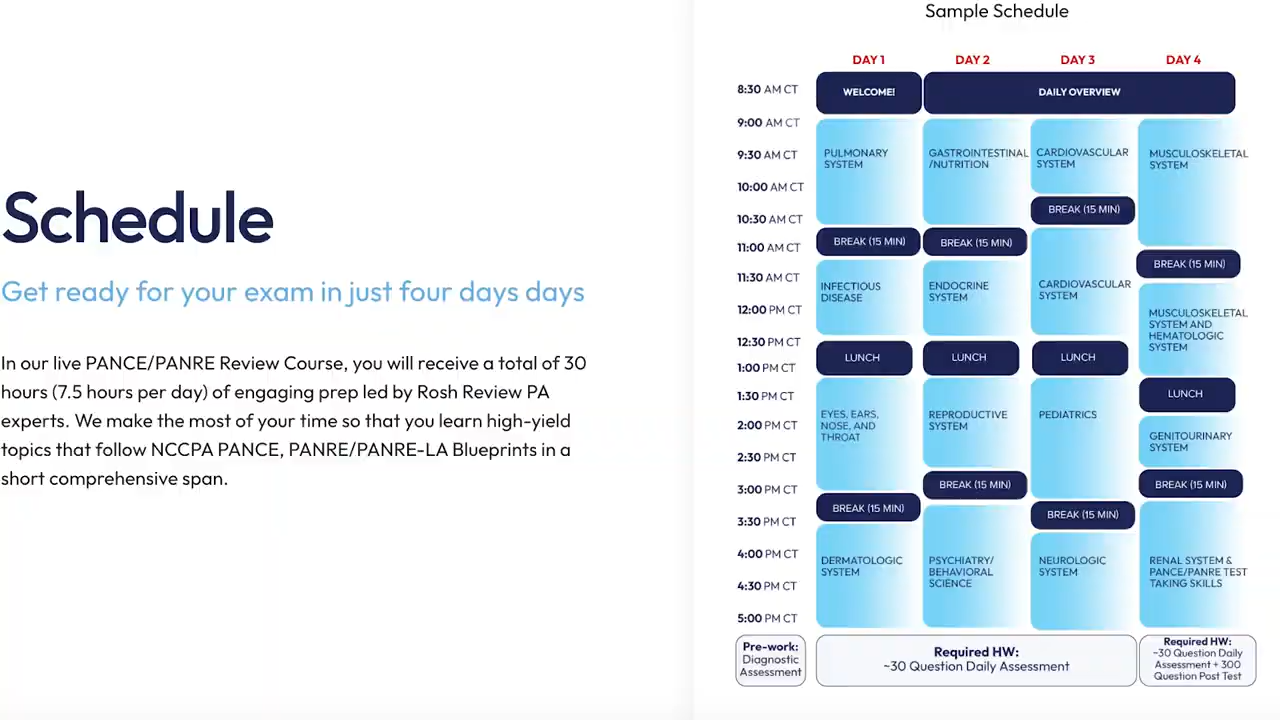 Schedule
Get ready for your exam in just four days days
In our live PANCE/PANRE Review Course, you will receive a total of 30
hours (7.5 hours per day) of engaging prep led by Rosh Review PA
experts. We make the most of your time so that you learn high-yield
topics that follow NCCPA PANCE, PANRE/PANRE-LA Blueprints in a
short comprehensive span.
Sample Schedule
DAY 1 DAY 2 DAY 3 DAY 4
8:30 AM CT
9:00 AM CT
9:30 AM CT
10:00 AM CT
10:30 AM CT
11:00 AM CT
11:30 AM CT
12:00 PM CT
12:30 PM CT
1:00 PM CT
1:30 PM CT
2:00 PM CT
2:30 PM CT
3:00 PM CT
3:30 PM CT
4:00 PM CT
4:30 PM CT
5:00 PM CT
WELCOME!
DAILY OVERVIEW
PULMONARY
SYSTEM
BREAK (15 MIN)
INFECTIOUS
DISEASE
LUNCH
EYES, EARS,
NOSE, AND
THROAT
BREAK (15 MIN)
DERMATOLOGIC
SYSTEM
GASTROINTESTINAL
/NUTRITION
BREAK (15 MIN)
ENDOCRINE
SYSTEM
LUNCH
REPRODUCTIVE
SYSTEM
BREAK (15 MIN)
PSYCHIATRY/
BEHAVIORAL
SCIENCE
CARDIOVASCULAR
SYSTEM
BREAK (15 MIN)
CARDIOVASCULAR
SYSTEM
LUNCH
PEDIATRICS
BREAK (15 MIN)
NEUROLOGIC
SYSTEM
MUSCULOSKELETAL
SYSTEM
BREAK (15 MIN)
MUSCULOSKELETAL
SYSTEM AND
HEMATOLOGIC
SYSTEM
LUNCH
GENITOURINARY
SYSTEM
BREAK (15 MIN)
RENAL SYSTEM &
PANCE/PANRE TEST
TAKING SKILLS
Pre-work:
Diagnostic
Assessment
Required HW:
~30 Question Daily Assessment
Required HW:
~30 Question Daily
Assessment + 300
Question Post Test